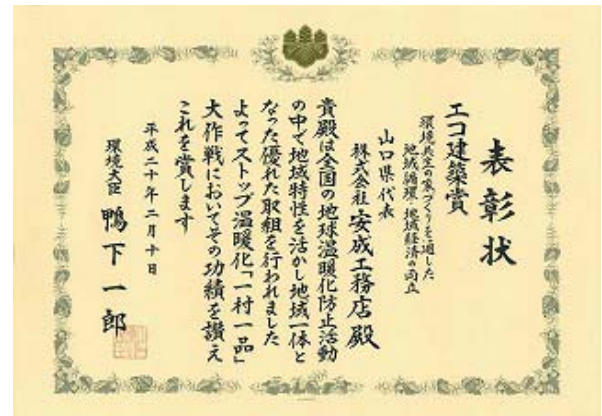 表彰状
エコ建築賞
環境共生の家づくりを通した
地域循環・地域経済の両立
山口県代表
株式会社安成工務店殿
貴殿は全国の地球温暖化防止活動
の中で地域特性を活かし地域一体と
なった優れた取組を行われました
よってストップ温暖化「一村一品」
大作戦においてその功績を讃え
これを賞します
平成二十年二月十日
環境大臣 鴨下一郎